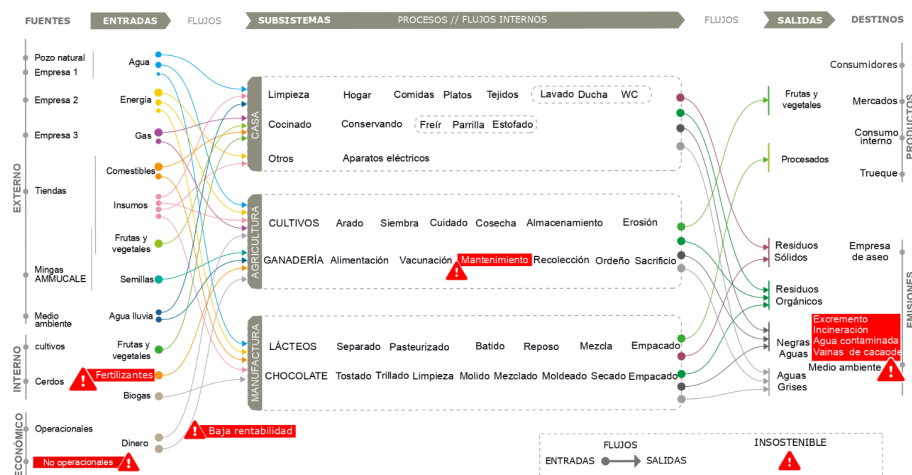 FUENTES
ENTRADAS
FLUJOS
SUBSISTEMAS
PROCESOS // FLUJOS INTERNOS
FLUJOS
SALIDAS
DESTINOS
EXTERNO
Pozo natural
Empresa 1
Empresa 2
Empresa 3
Tiendas
Mingas
AMMUCALE
Medio
ambiente
INTERNO
cultivos
Cerdos
ECONÓMICO
Operacionales
No operacionales
Agua
Energía
Gas
Comestibles
Insumos
Frutas y
vegetales
Semillas
Agua lluvia
Frutas y
vegetales
Fertilizantes
Biogas
Dinero
Baja rentabilidad
CASA
Limpieza Hogar Comidas Platos Tejidos Lavado Ducha WC
Cocinado Conservando Freír Parrilla Estofado
Otros Aparatos eléctricos
AGRICULTURA
CULTIVOS Arado Siembra Cuidado Cosecha Almacenamiento Erosión
GANADERÍA Alimentación Vacunación Mantenimiento Recolección Ordeño Sacrificio
MANUFACTURA
LÁCTEOS Separado Pasteurizado Batido Reposo Mezcla Empacado
CHOCOLATE Tostado Trillado Limpieza Molido Mezclado Moldeado Secado Empacado
Frutas y
vegetales
Procesados
Residuos
Sólidos
Residuos
Orgánicos
Negras
Aguas
Aguas
Grises
PRODUCTOS
Consumidores
Mercados
Consumo
interno
Trueque
EMISIONES
Empresa
de aseo
Excremento
Incineración
Agua contaminada
Vainas de cacaode
Medio ambiente
FLUJOS
ENTRADAS
SALIDAS
INSOSTENIBLE